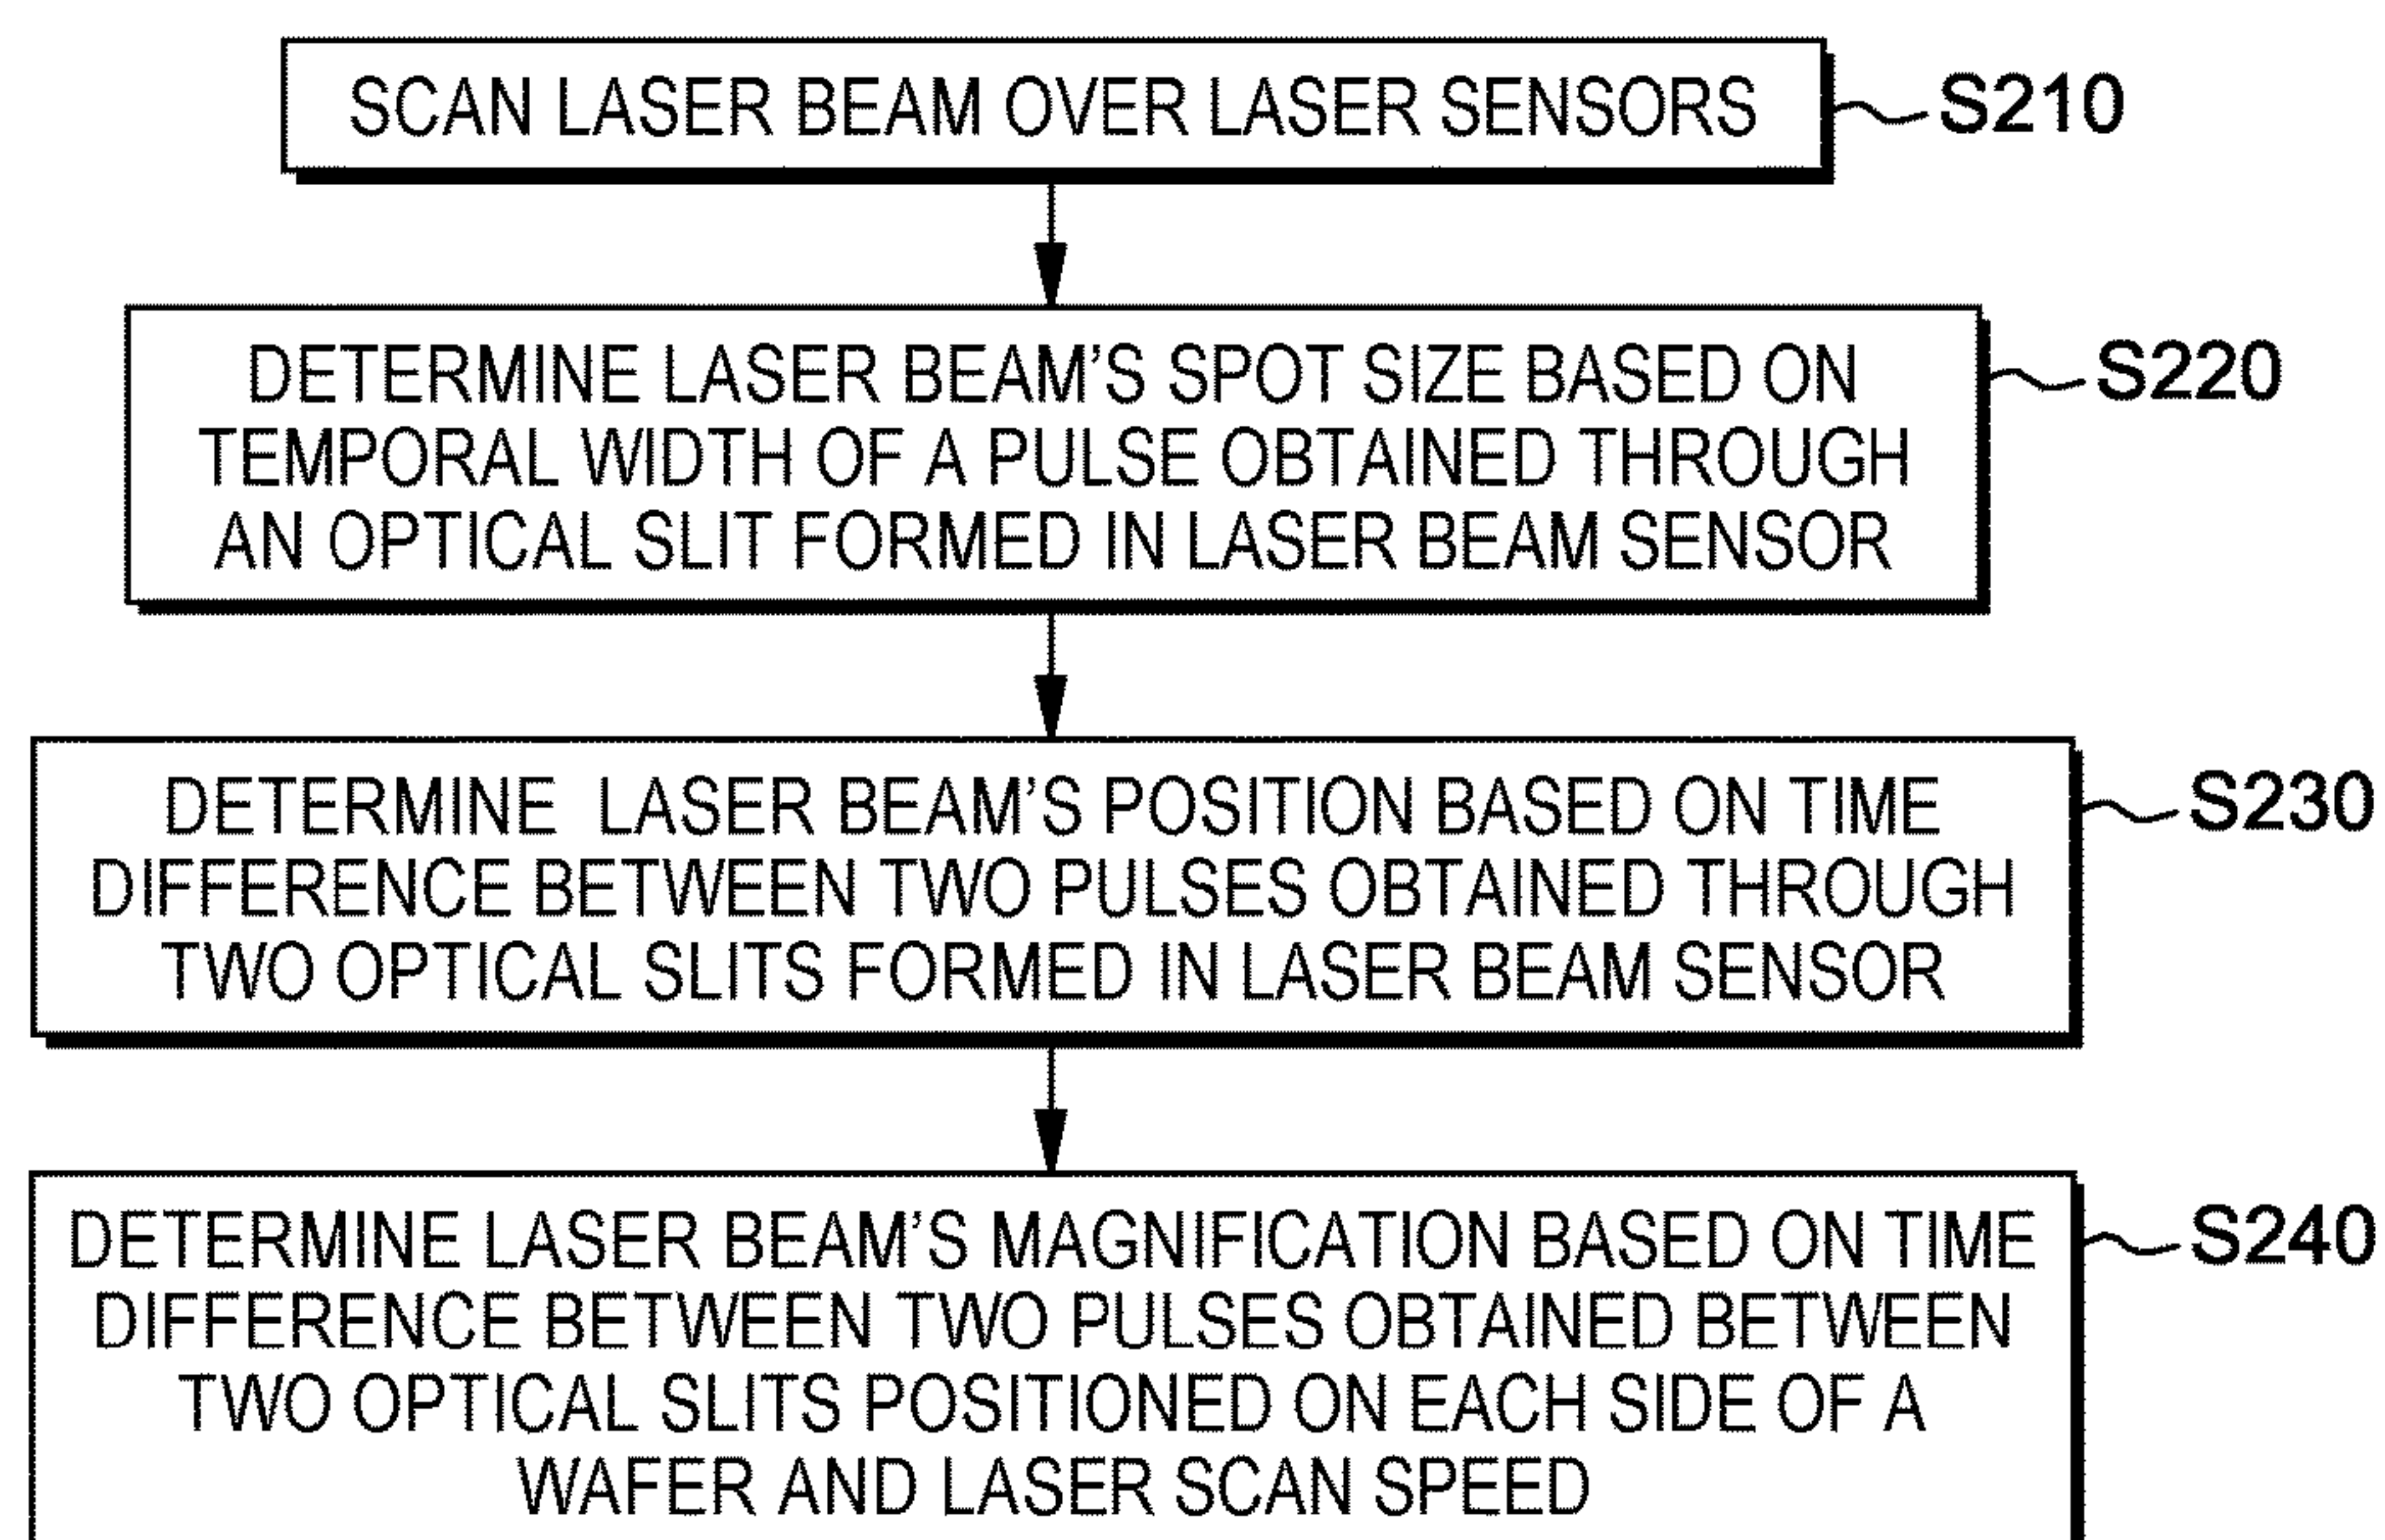 SCAN LASER BEAM OVER LASER SENSORS
S210
DETERMINE LASER BEAM’S SPOT SIZE BASED ON
TEMPORAL WIDTH OF A PULSE OBTAINED THROUGH
AN OPTICAL SLIT FORMED IN LASER BEAM SENSOR
S220
DETERMINE LASER BEAM’S POSITION BASED ON TIME
DIFFERENCE BETWEEN TWO PULSES OBTAINED THROUGH
TWO OPTICAL SLITS FORMED IN LASER BEAM SENSOR
S230
DETERMINE LASER BEAM’S MAGNIFICATION BASED ON TIME
DIFFERENCE BETWEEN TWO PULSES OBTAINED BETWEEN
TWO OPTICAL SLITS POSITIONED ON EACH SIDE OF A
WAFER AND LASER SCAN SPEED
S240